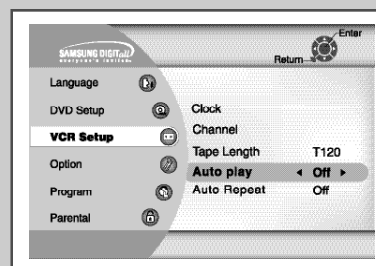 Enter
SAMSUNG DIGITall
everyone's invited™
Return
Language
DVD Setup
VCR Setup
Option
Program
Parental
Clock
Channel
Tape Length T120
Auto play ◄ Off ►
Auto Repeat Off